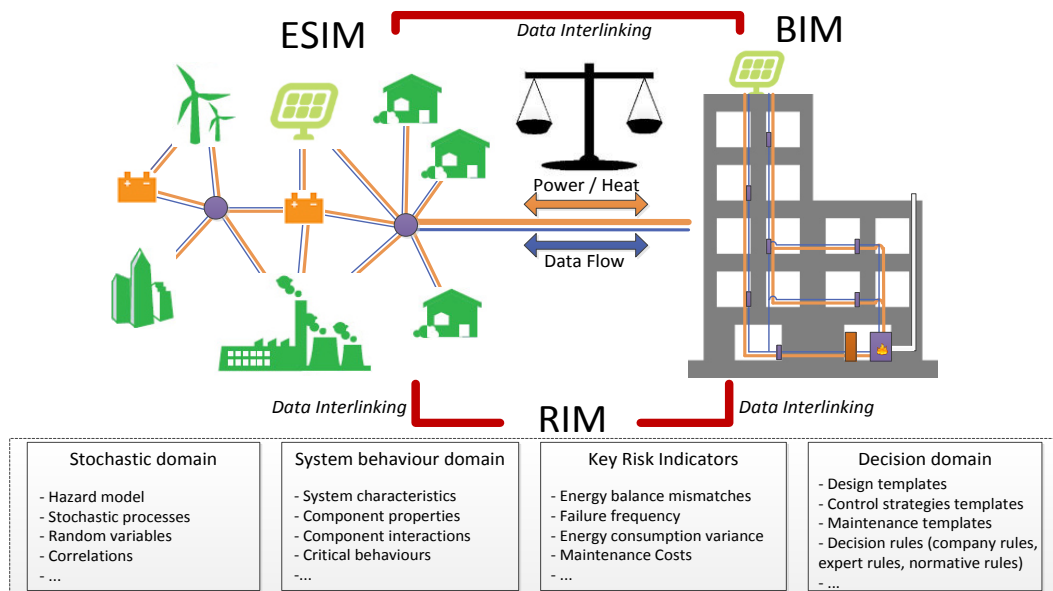 ESIM
Data Interlinking
BIM
Power / Heat
Data Flow
Data Interlinking
RIM
Data Interlinking
Stochastic domain
- Hazard model
- Stochastic processes
- Random variables
- Correlations
- ...
System behaviour domain
- System characteristics
- Component properties
- Component interactions
- Critical behaviours
-...
Key Risk Indicators
- Energy balance mismatches
- Failure frequency
- Energy consumption variance
- Maintenance Costs
- ...
Decision domain
- Design templates
- Control strategies templates
- Maintenance templates
- Decision rules (company rules,
expert rules, normative rules)
- ...